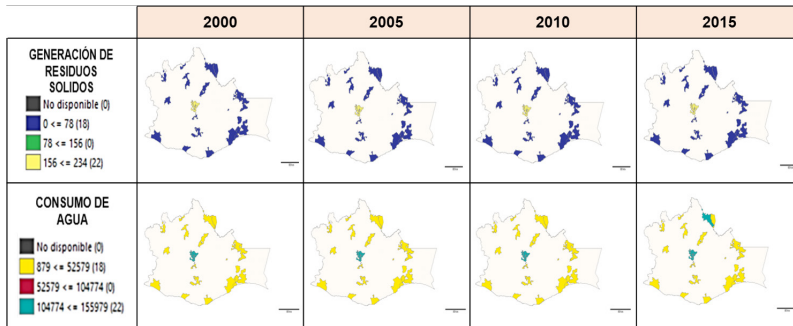 2000 2005 2010 2015
GENERACIÓN DE
RESIDUOS
SOLIDOS
No disponible (0)
0 <= 78 (18)
78 <= 156 (0)
156 <= 234 (22)
CONSUMO DE
AGUA
No disponible (0)
879 <= 52579 (18)
52579 <= 104774 (0)
104774 <= 155979 (22)